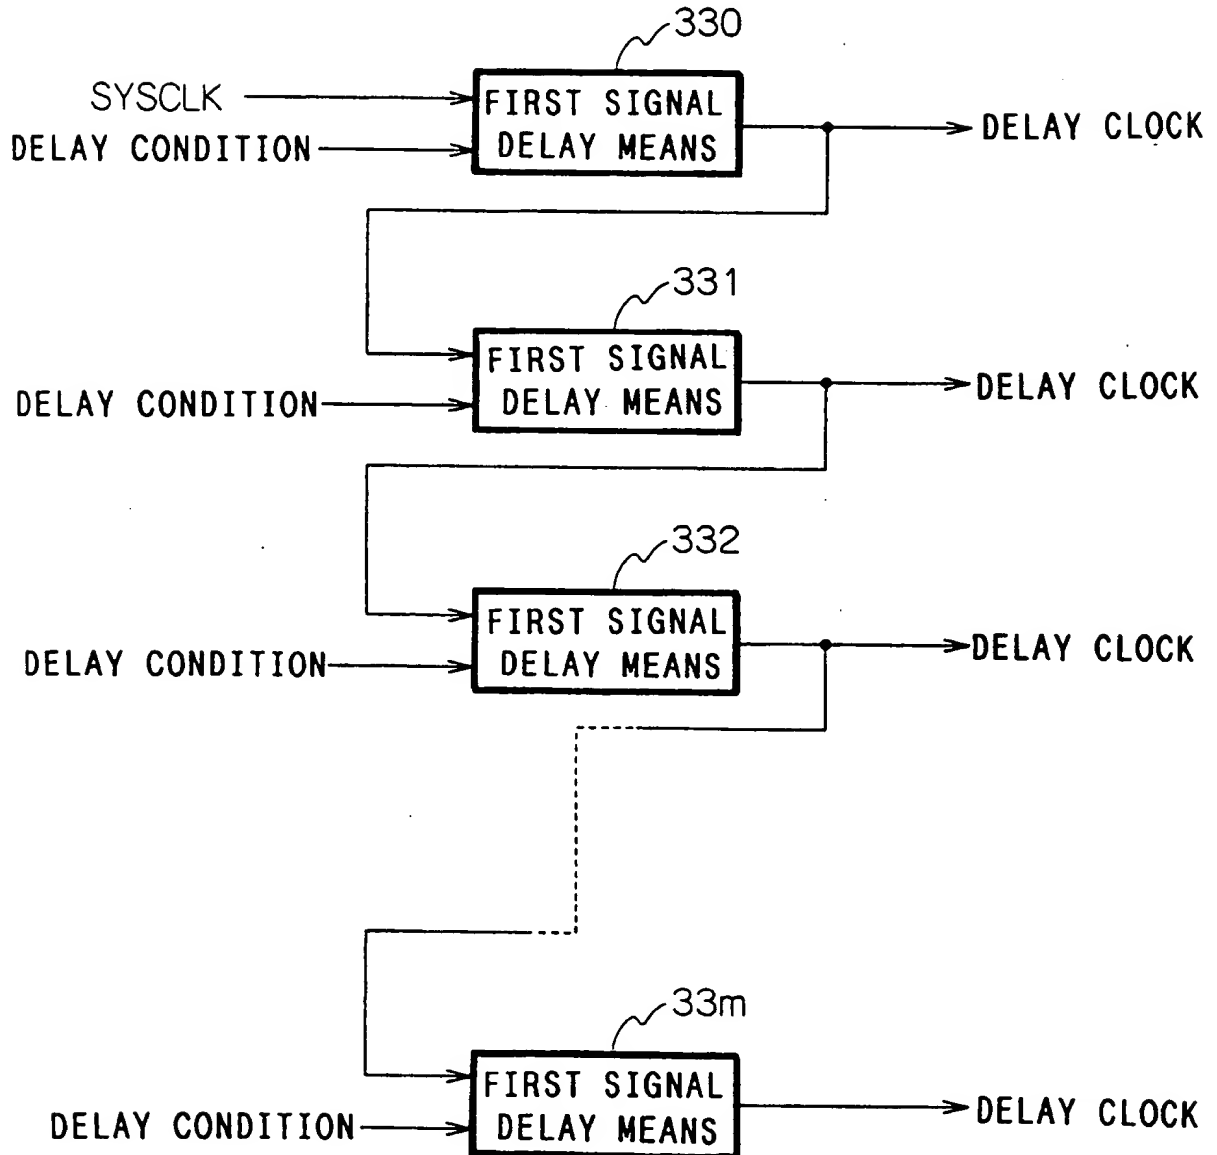 330
SYSCLK
FIRST SIGNAL
DELAY CONDITION
DELAY MEANS
DELAY CLOCK
331
FIRST SIGNAL
DELAY CONDITION
DELAY MEANS
DELAY CLOCK
332
FIRST SIGNAL
DELAY CONDITION
DELAY MEANS
DELAY CLOCK
33m
FIRST SIGNAL
DELAY CONDITION
DELAY MEANS
DELAY CLOCK